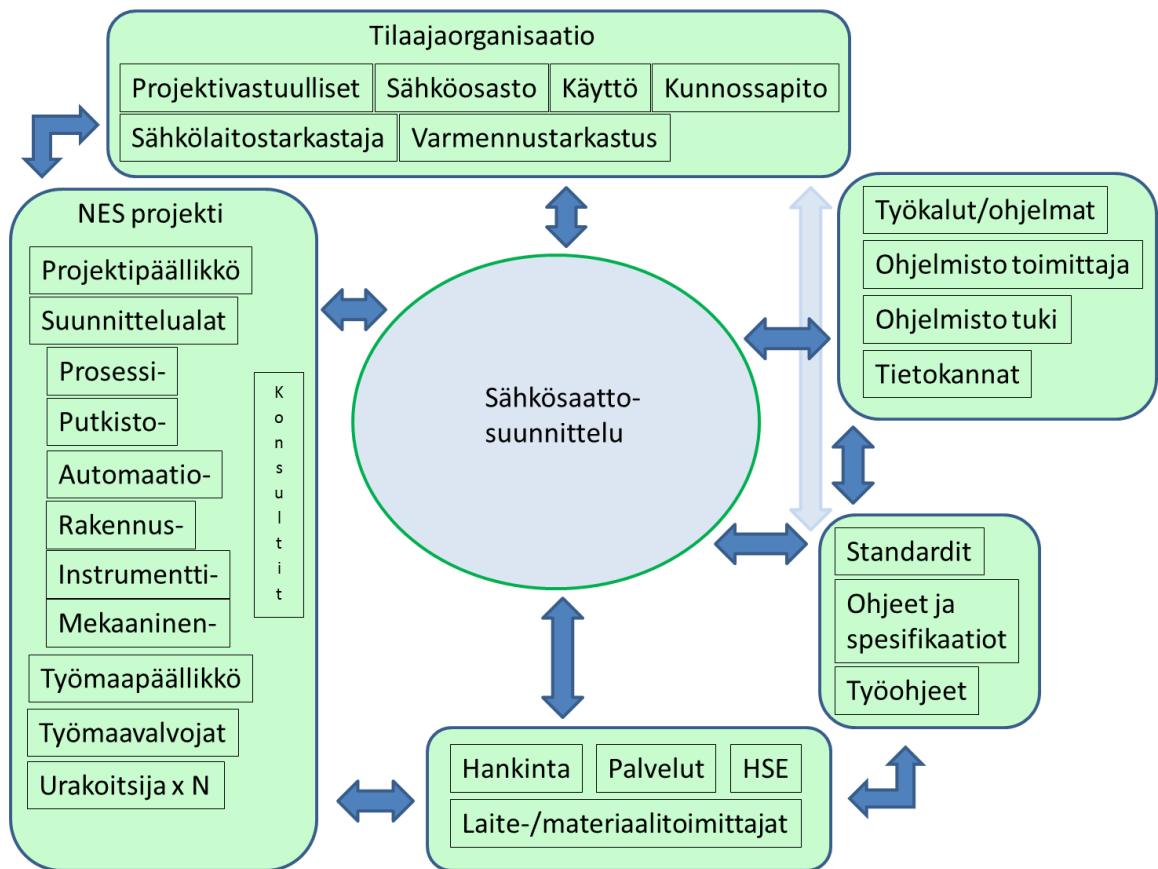 Tilaajaorganisaatio
Projektivastuulliset
Sähköosasto
Käyttö
Kunnossapito
Sähkölaitostarkastaja
Varmennustarkastus
NES projekti
Projektipäällikkö
Suunnittelualat
Prosessi-
Putkisto-
Automaatio-
Rakennus-
Instrumentti-
Mekaaninen-
Konsultit
Työmaapäällikkö
Työmaavalvojat
Urakoitsija x N
Sähkösaatto-
suunnittelu
Työkalut/ohjelmat
Ohjelmisto toimittaja
Ohjelmisto tuki
Tietokannat
Standardit
Ohjeet ja
spesifikaatiot
Työohjeet
Hankinta
Palvelut
HSE
Laite-/materiaalitoimittajat